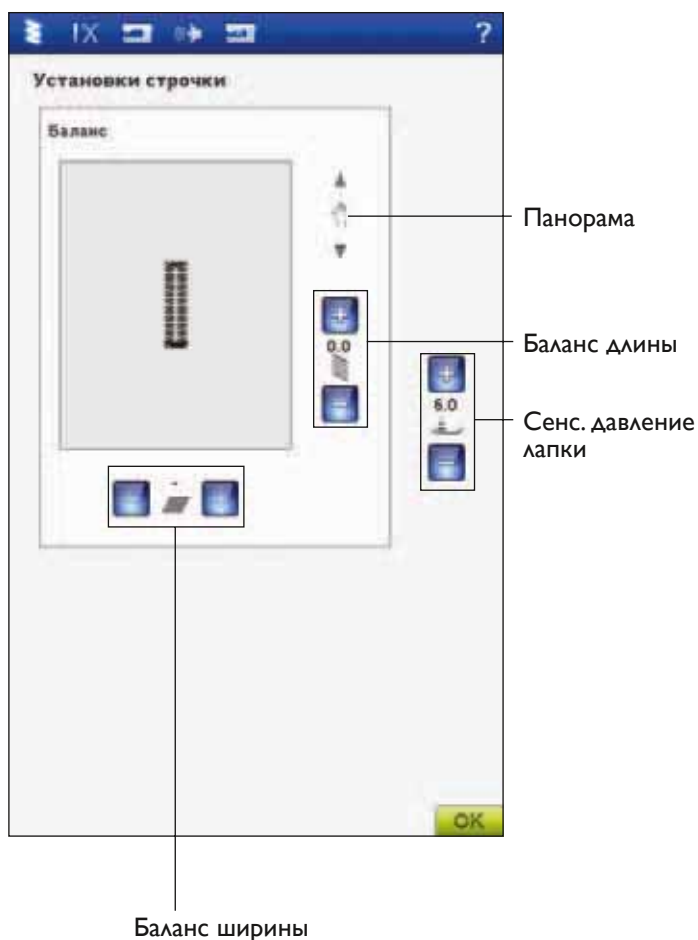 ?
Установки строчки
Баланс
Панорама
0.0
Баланс длины
6.0
Сенс. давление
лапки
OK
Баланс ширины